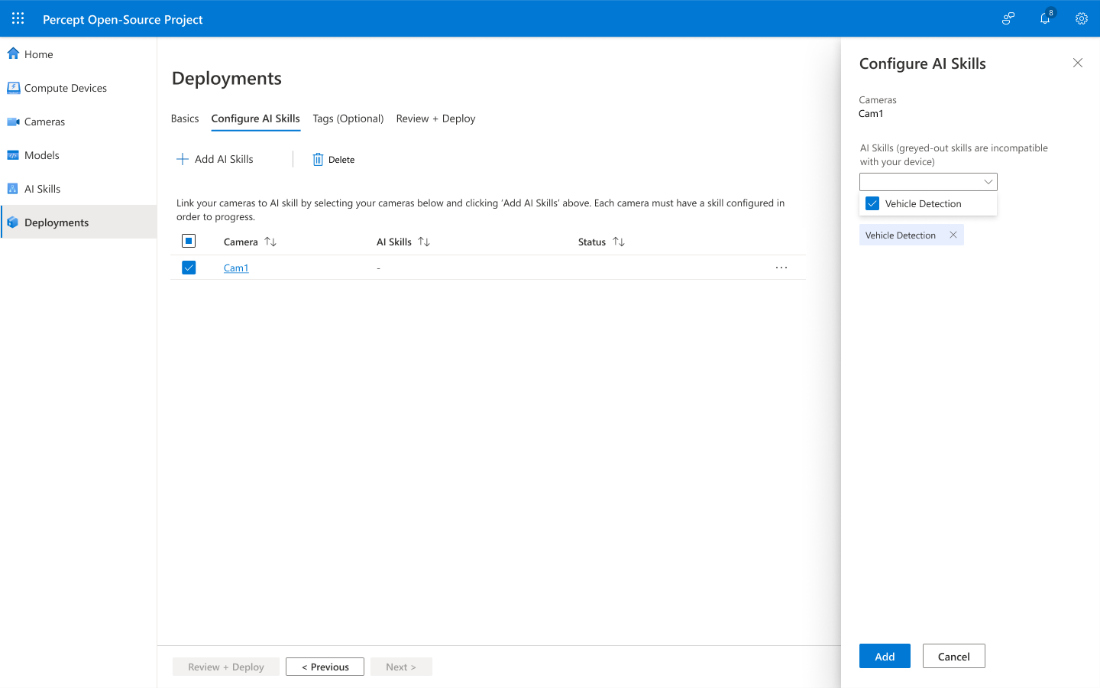 Percept Open-Source Project
8
Home
Compute Devices
Cameras
Models
AI Skills
Deployments
Deployments
Basics Configure AI Skills Tags (Optional) Review + Deploy
Add AI Skills Delete
Link your cameras to AI skill by selecting your cameras below and clicking 'Add AI Skills' above. Each camera must have a skill configured in
order to progress.
Camera AI Skills Status
Cam1 - ...
Review + Deploy < Previous Next >
Configure AI Skills
Cameras
Cam1
AI Skills (greyed-out skills are incompatible
with your device)
Vehicle Detection
Vehicle Detection
Add Cancel